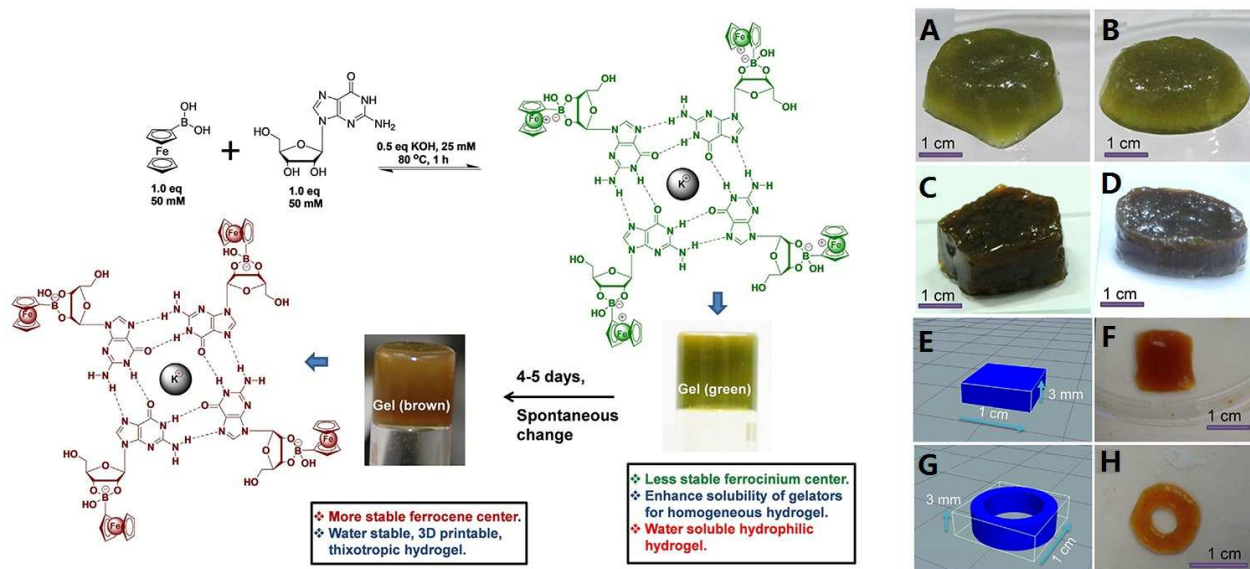 OH
B
OH
Fe
1.0 eq
50 mM
+
O
N
NH
N
N
NH₂
HO
O
OH OH
1.0 eq
50 mM
0.5 eq KOH, 25 mM
80 °C, 1 h
K⁺
Gel (green)
❖ Less stable ferrocinium center.
❖ Enhance solubility of gelators
for homogeneous hydrogel.
❖ Water soluble hydrophilic
hydrogel.
4-5 days,
Spontaneous
change
Gel (brown)
K⁺
❖ More stable ferrocene center.
❖ Water stable, 3D printable,
thixotropic hydrogel.
A
1 cm
B
1 cm
C
1 cm
D
1 cm
E
3 mm
1 cm
F
1 cm
G
3 mm
1 cm
H
1 cm